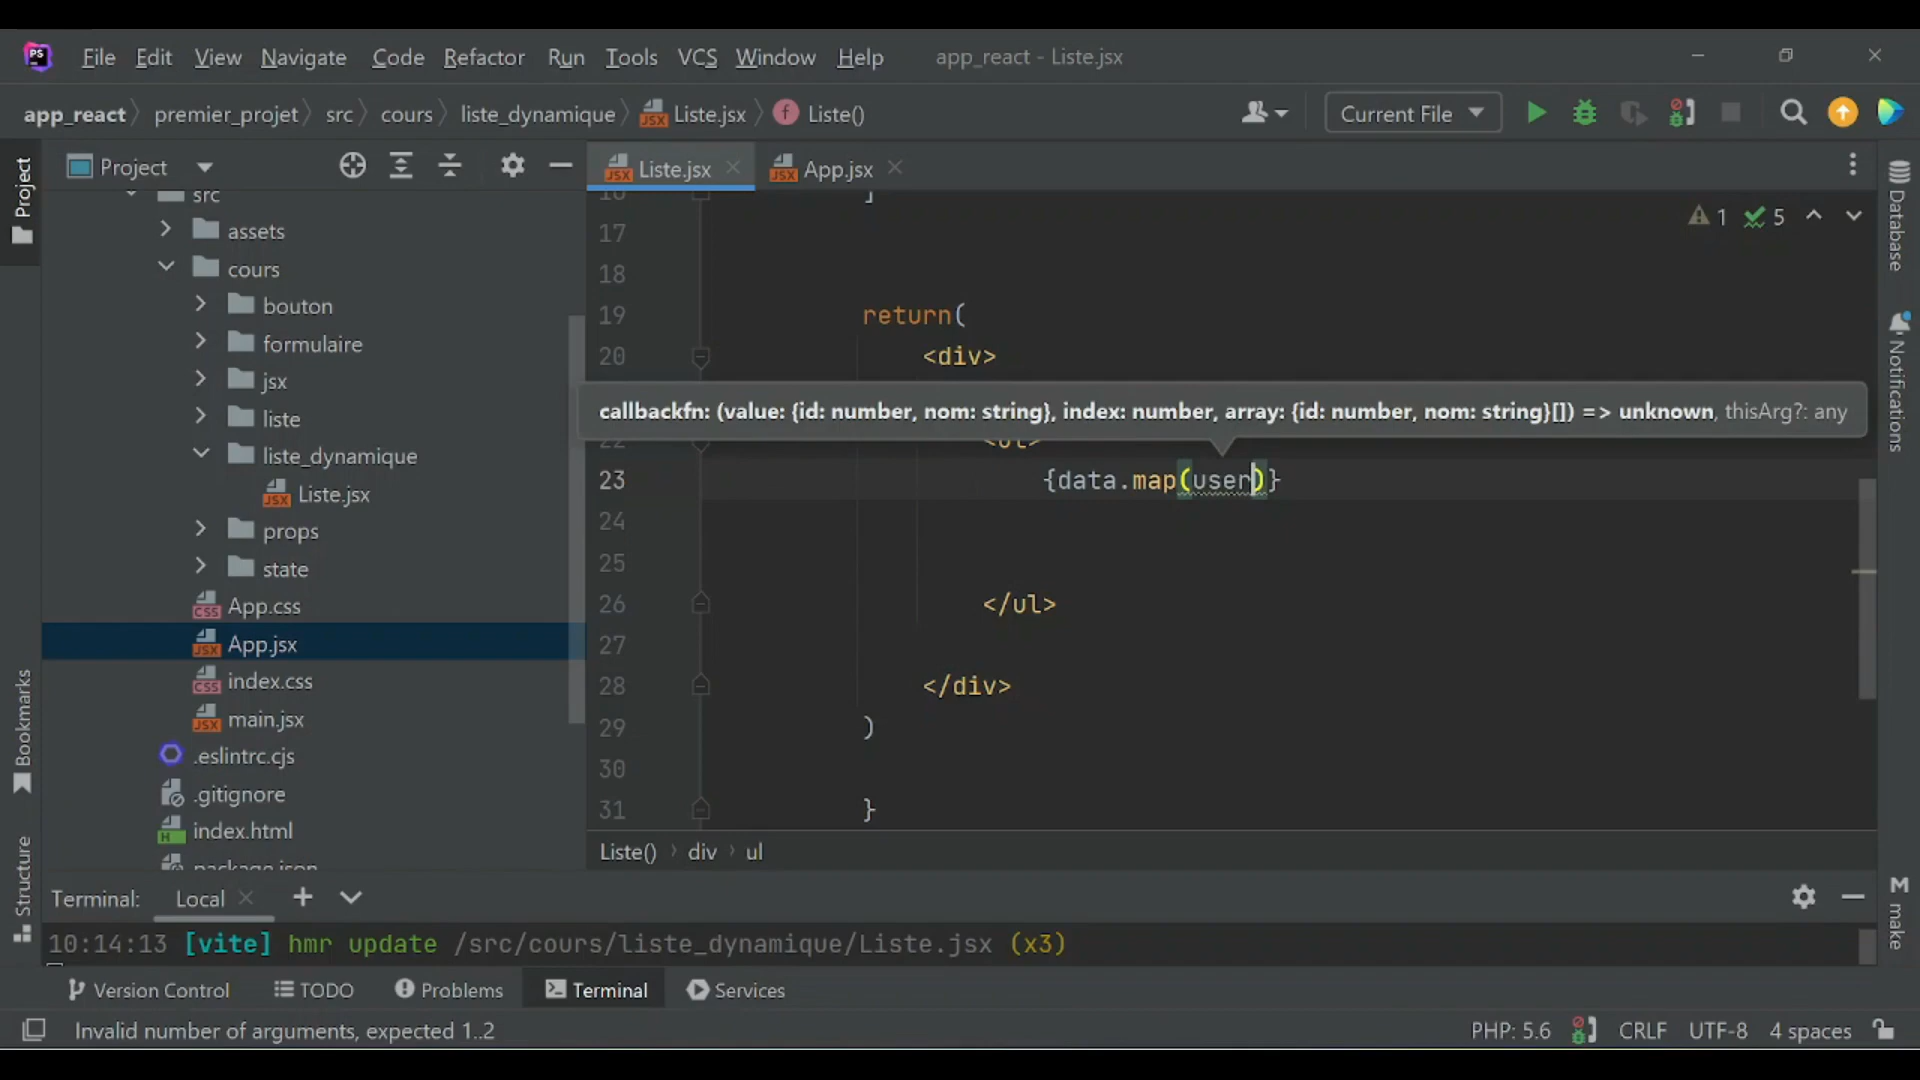 PS File Edit View Navigate Code Refactor Run Tools VCS Window Help app_react - Liste.jsx
app_react premier_projet src cours liste_dynamique Liste.jsx f Liste() Current File
Project Liste.jsx App.jsx
Project
src
assets
cours
bouton
formulaire
jsx
liste
liste_dynamique
Liste.jsx
props
state
App.css
App.jsx
index.css
main.jsx
.eslintrc.cjs
.gitignore
index.html
package.json
16 ]
17
18
19 return(
20 <div>
callbackfn: (value: {id: number, nom: string}, index: number, array: {id: number, nom: string}[]) => unknown, thisArg?: any
22 <ul>
23 {data.map(user)}
24
25
26 </ul>
27
28 </div>
29 )
30
31 }
1 5
Liste() div ul
Database
Notifications
make
Bookmarks
Structure
Terminal: Local
10:14:13 [vite] hmr update /src/cours/liste_dynamique/Liste.jsx (x3)
Version Control TODO Problems Terminal Services
Invalid number of arguments, expected 1..2 PHP: 5.6 CRLF UTF-8 4 spaces